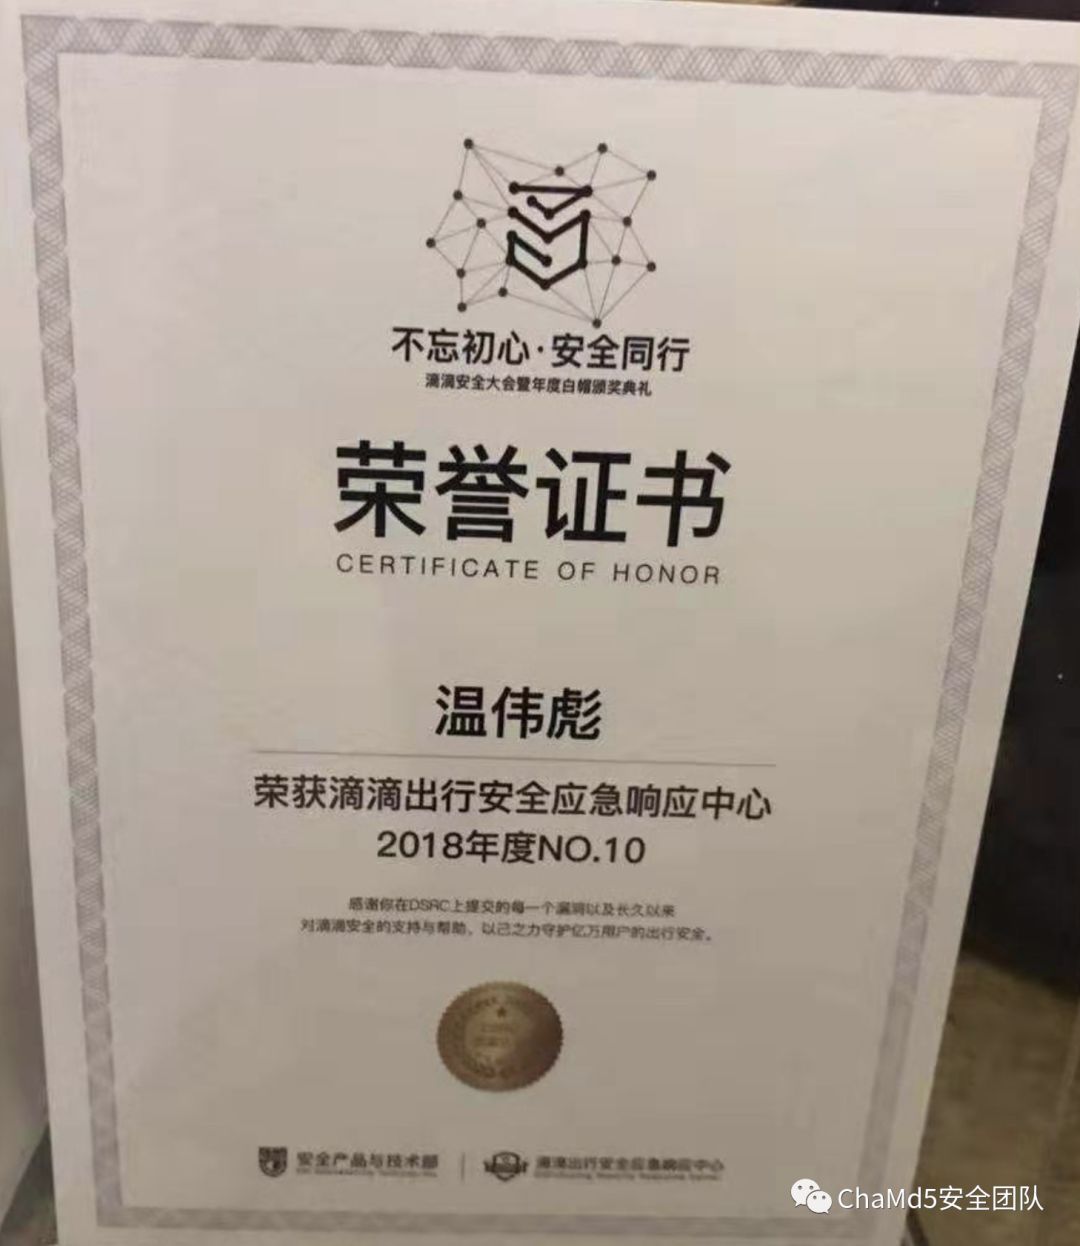 不忘初心·安全同行
滴滴安全大会暨年度白帽颁奖典礼
荣誉证书
CERTIFICATE OF HONOR
温伟彪
荣获滴滴出行安全应急响应中心
2018年度NO.10
感谢你在DSRC上提交的每一个漏洞以及长久以来
对滴滴安全的支持与帮助，以己之力守护亿万用户的出行安全。
安全产品与技术部
滴滴出行安全应急响应中心
ChaMd5安全团队